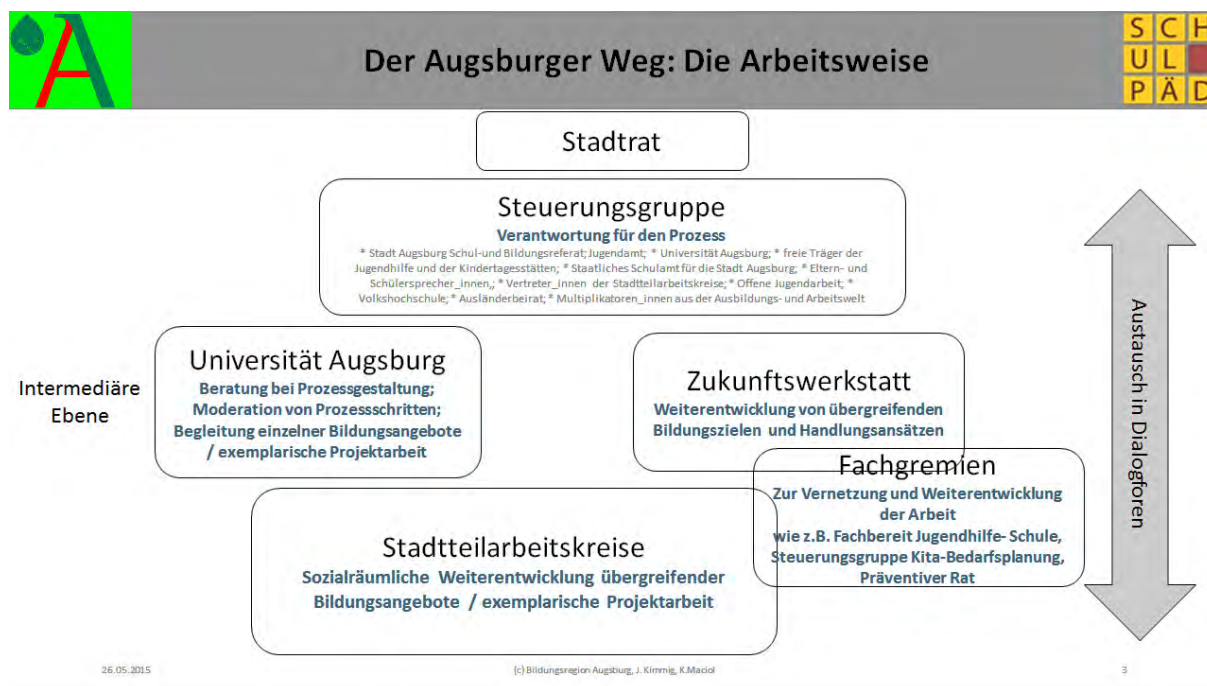 A
Der Augsburger Weg: Die Arbeitsweise
SCH
UL
PÄD
Stadtrat
Steuerungsgruppe
Verantwortung für den Prozess
* Stadt Augsburg Schul-und Bildungsreferat; Jugendamt; * Universität Augsburg; * freie Träger der
Jugendhilfe und der Kindertagesstätten; * Staatliches Schulamt für die Stadt Augsburg; * Eltern- und
Schülersprecher_innen,; * Vertreter_innen der Stadtteilarbeitskreise; * Offene Jugendarbeit; *
Volkshochschule; * Ausländerbeirat; * Multiplikatoren_innen aus der Ausbildungs- und Arbeitswelt
Intermediäre
Ebene
Universität Augsburg
Beratung bei Prozessgestaltung;
Moderation von Prozessschritten;
Begleitung einzelner Bildungsangebote
/ exemplarische Projektarbeit
Zukunftswerkstatt
Weiterentwicklung von übergreifenden
Bildungszielen und Handlungsansätzen
Fachgremien
Zur Vernetzung und Weiterentwicklung
der Arbeit
wie z.B. Fachbereit Jugendhilfe- Schule,
Steuerungsgruppe Kita-Bedarfsplanung,
Präventiver Rat
Stadtteilarbeitskreise
Sozialräumliche Weiterentwicklung übergreifender
Bildungsangebote / exemplarische Projektarbeit
Austausch in Dialogforen
26.05.2015
(c) Bildungsregion Augsburg, J. Kimmig, K.Maciol
3